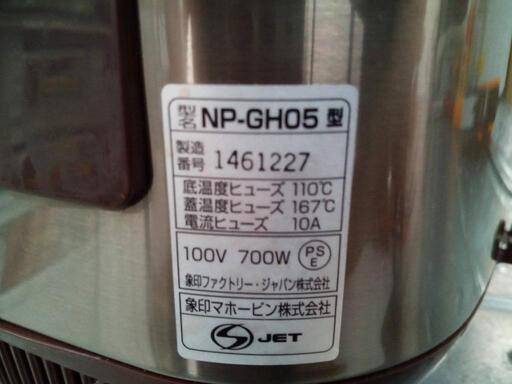 型名 NP-GH05 型
製造番号 1461227
底温度ヒューズ 110℃
蓋温度ヒューズ 167℃
電流ヒューズ 10A
100V 700W PSE
象印ファクトリー・ジャパン株式会社
象印マホービン株式会社
S JET